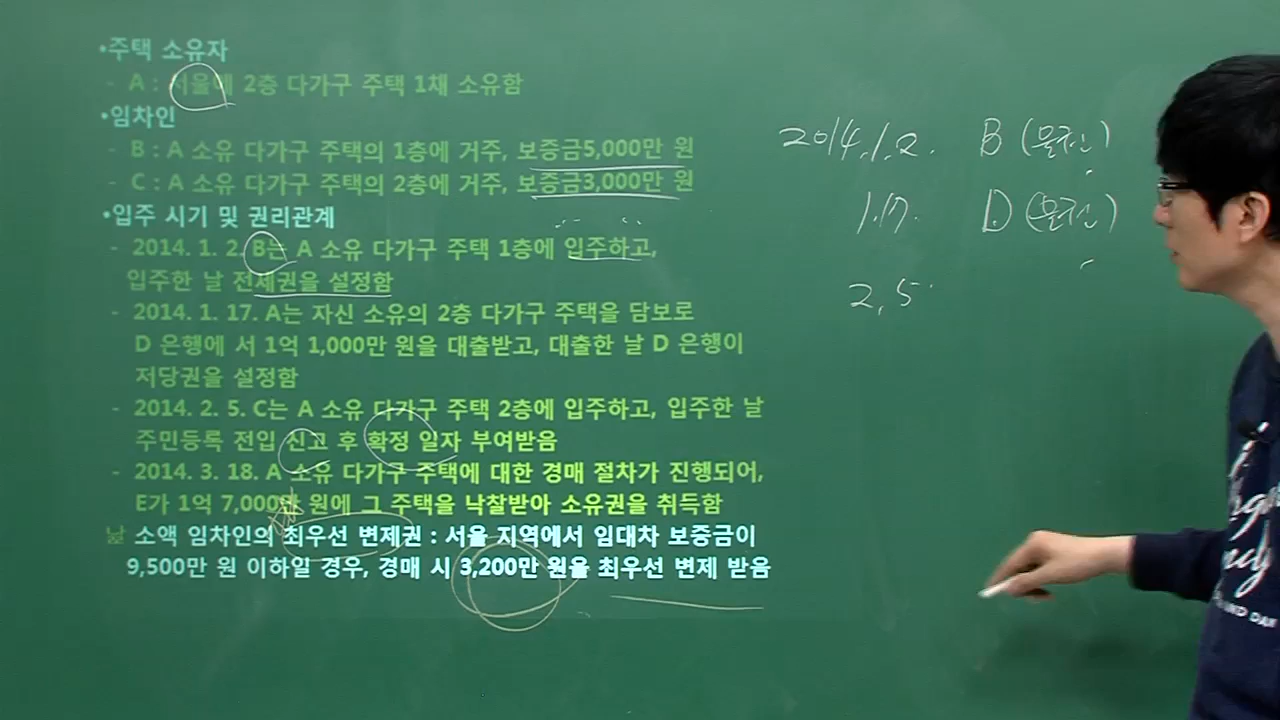 •주택 소유자
- A : 서울에 2층 다가구 주택 1채 소유함
•임차인
- B : A 소유 다가구 주택의 1층에 거주, 보증금5,000만 원
- C : A 소유 다가구 주택의 2층에 거주, 보증금3,000만 원
•입주 시기 및 권리관계
- 2014. 1. 2. B는 A 소유 다가구 주택 1층에 입주하고,
입주한 날 전세권을 설정함
- 2014. 1. 17. A는 자신 소유의 2층 다가구 주택을 담보로
D 은행에 서 1억 1,000만 원을 대출받고, 대출한 날 D 은행이
저당권을 설정함
- 2014. 2. 5. C는 A 소유 다가구 주택 2층에 입주하고, 입주한 날
주민등록 전입 신고 후 확정 일자 부여받음
- 2014. 3. 18. A 소유 다가구 주택에 대한 경매 절차가 진행되어,
E가 1억 7,000만 원에 그 주택을 낙찰받아 소유권을 취득함
소액 임차인의 최우선 변제권 : 서울 지역에서 임대차 보증금이
9,500만 원 이하일 경우, 경매 시 3,200만 원을 최우선 변제 받음
2014.1.2. B (물권)
1.17. D (물권)
2.5.